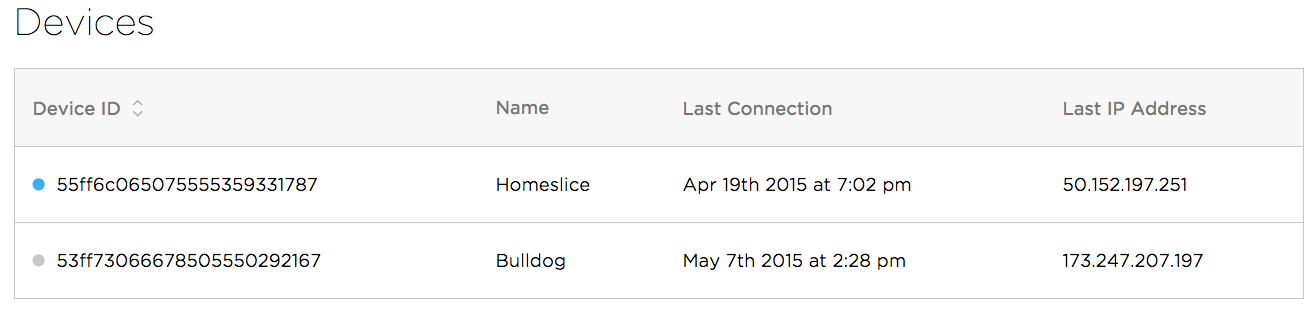 Devices
Device ID Name Last Connection Last IP Address
55ff6c065075555359331787 Homeslice Apr 19th 2015 at 7:02 pm 50.152.197.251
53ff73066678505550292167 Bulldog May 7th 2015 at 2:28 pm 173.247.207.197